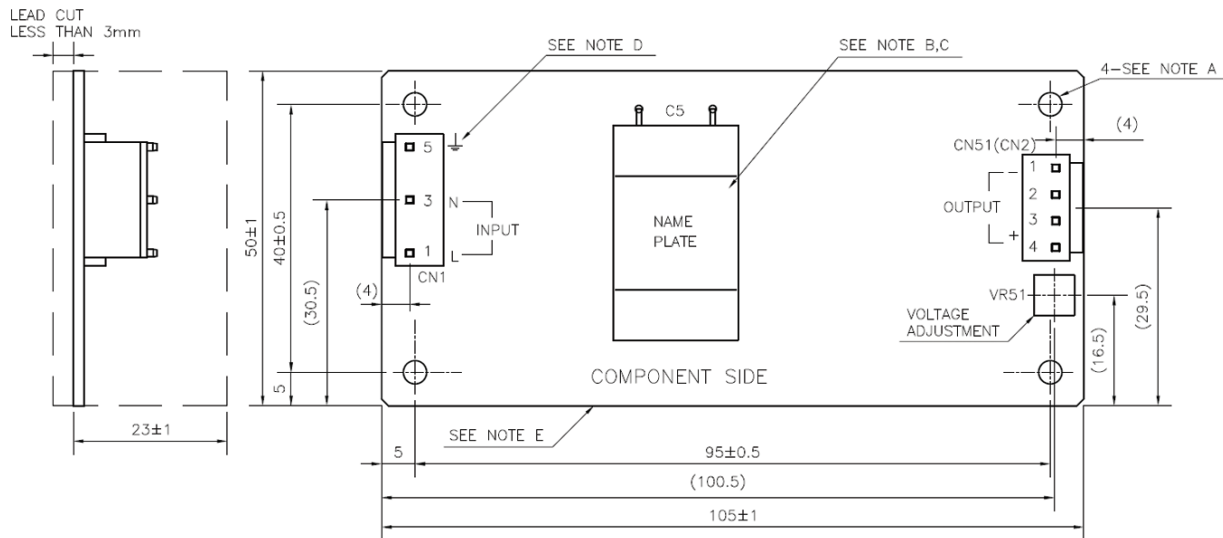 LEAD CUT
LESS THAN 3mm
SEE NOTE D
SEE NOTE B,C
4-SEE NOTE A
C5
(4)
CN51(CN2)
5
1
-
2
3
N
OUTPUT
3
NAME
PLATE
INPUT
+
4
1
L
CN1
50±1
40±0.5
(30.5)
(4)
VR51
VOLTAGE
ADJUSTMENT
(16.5)
(29.5)
5
COMPONENT SIDE
23±1
SEE NOTE E
5
95±0.5
(100.5)
105±1